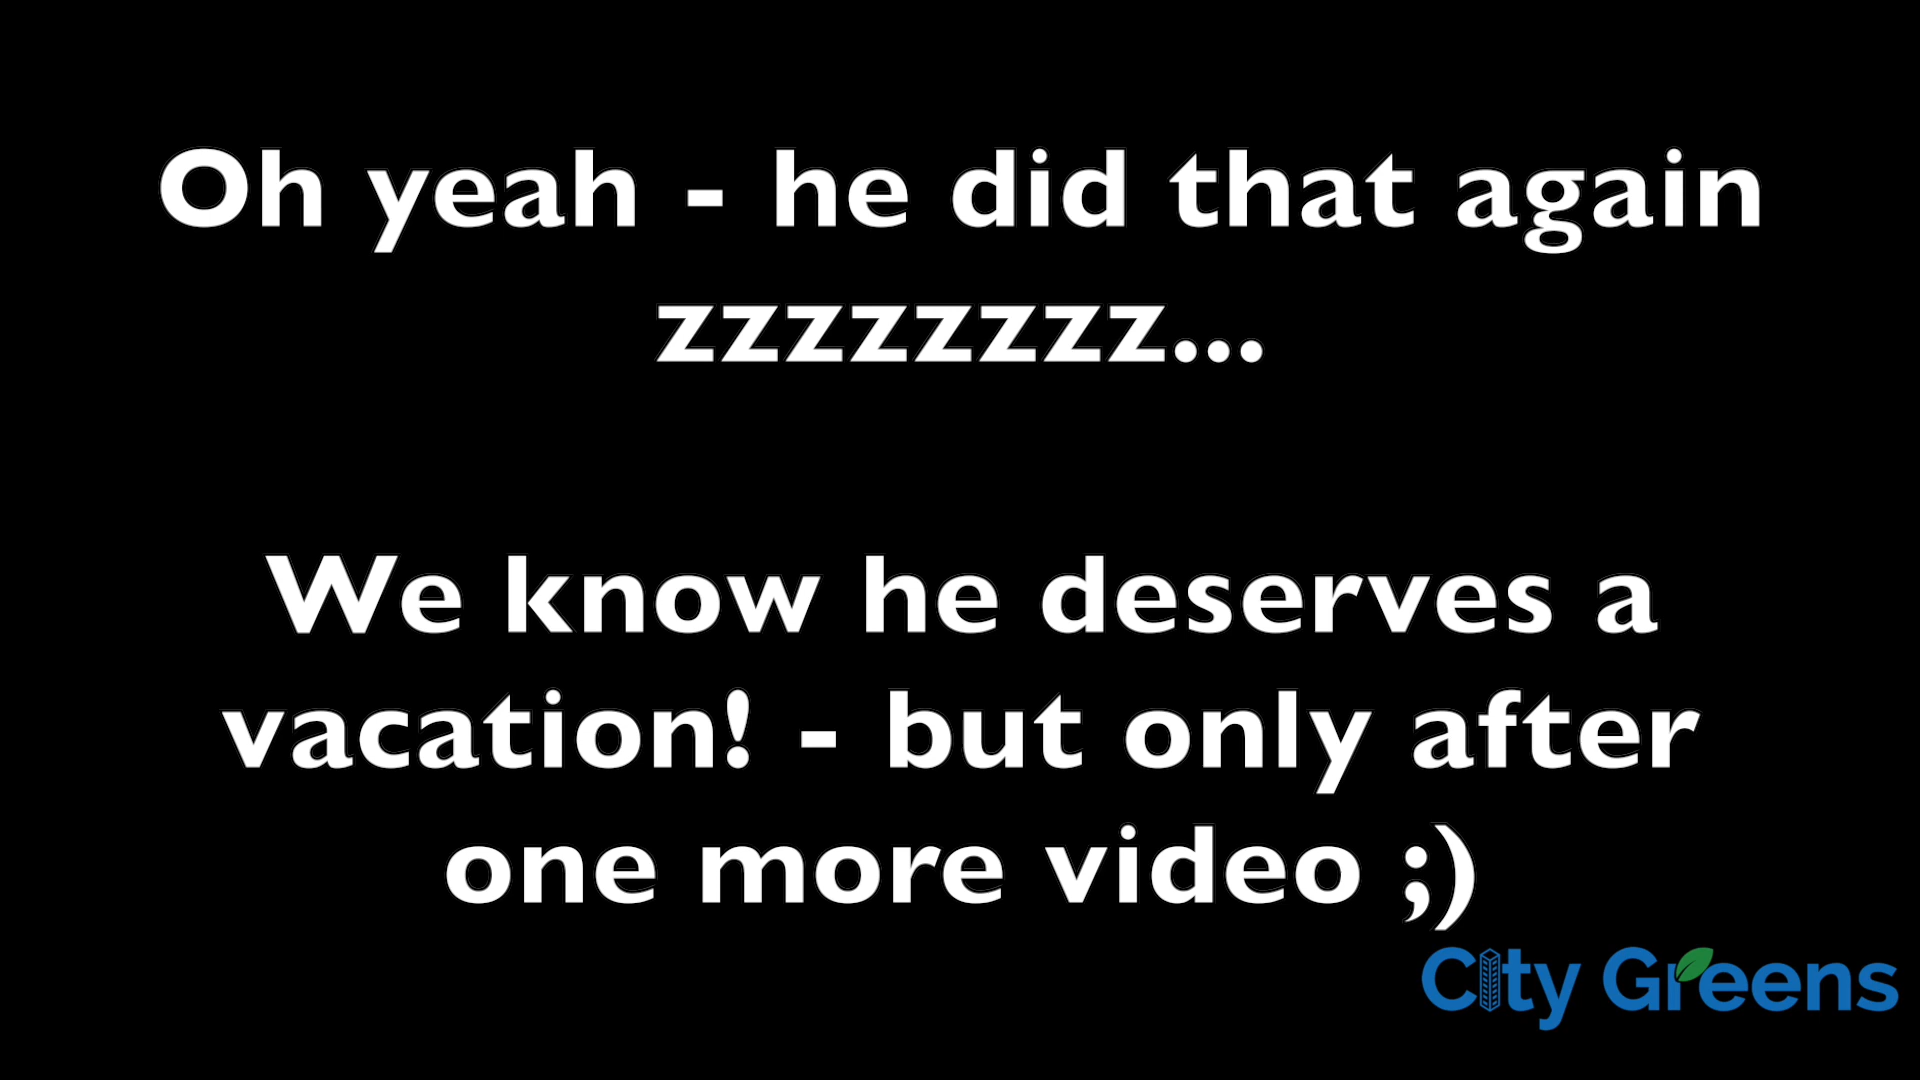 Oh yeah - he did that again
zzzzzzzz...
We know he deserves a
vacation! - but only after
one more video ;)
City Greens